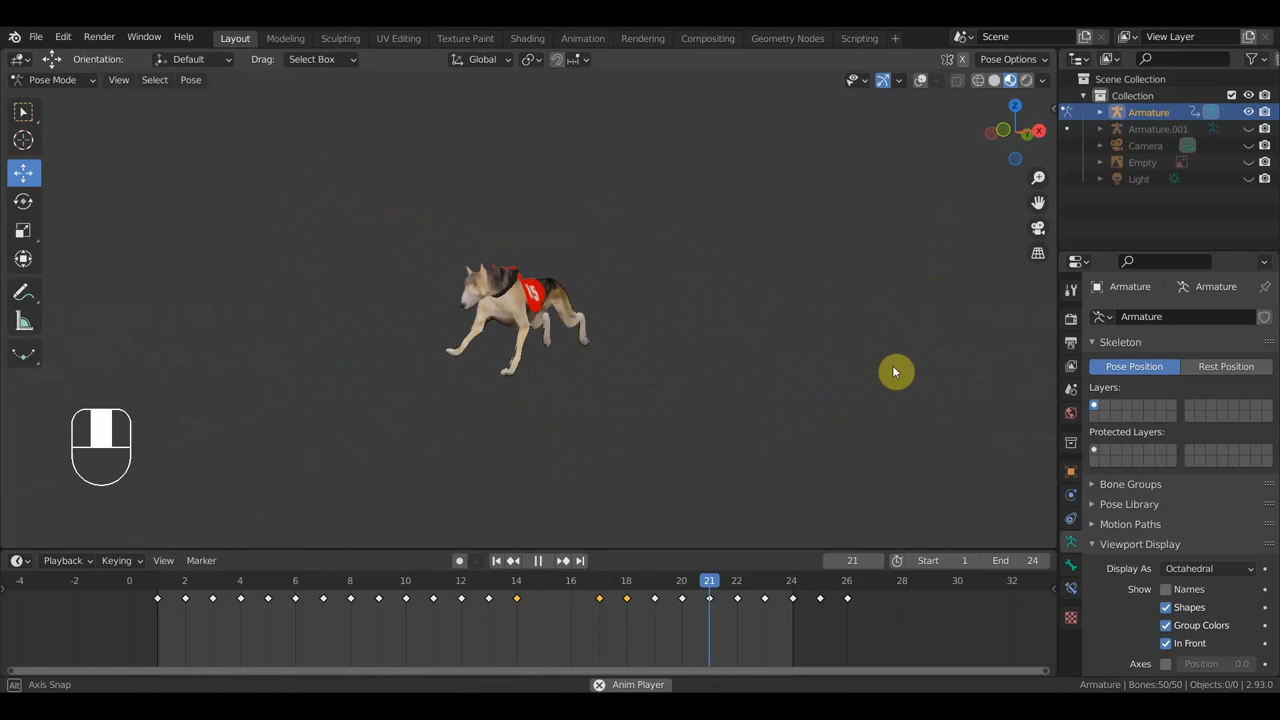 File Edit Render Window Help Layout Modeling Sculpting UV Editing Texture Paint Shading Animation Rendering Compositing Geometry Nodes Scripting + Scene View Layer
Orientation: Default Drag: Select Box Global X Pose Options
Pose Mode View Select Pose
Z
X
Y
15
Scene Collection
Collection
Armature
Armature.001
Camera
Empty
Light
Armature Armature
Armature
Skeleton
Pose Position Rest Position
Layers:
Protected Layers:
Bone Groups
Pose Library
Motion Paths
Viewport Display
Display As Octahedral
Show Names
Shapes
Group Colors
In Front
Axes Position 0.0
Playback Keying View Marker 21 Start 1 End 24
-4 -2 0 2 4 6 8 10 12 14 16 18 20 21 22 24 26 28 30 32
Alt Axis Snap Anim Player Armature | Bones:50/50 | Objects:0/0 | 2.93.0